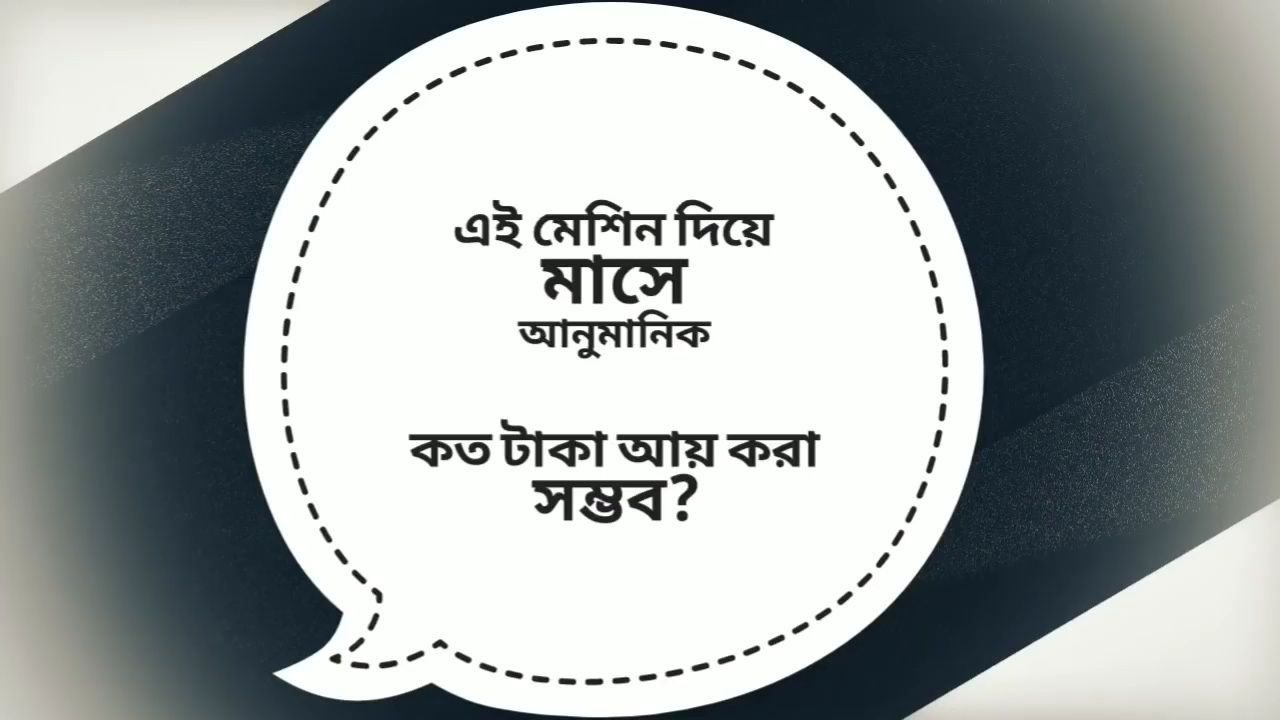 এই মেশিন দিয়ে
মাসে
আনুমানিক
কত টাকা আয় করা
সম্ভব?